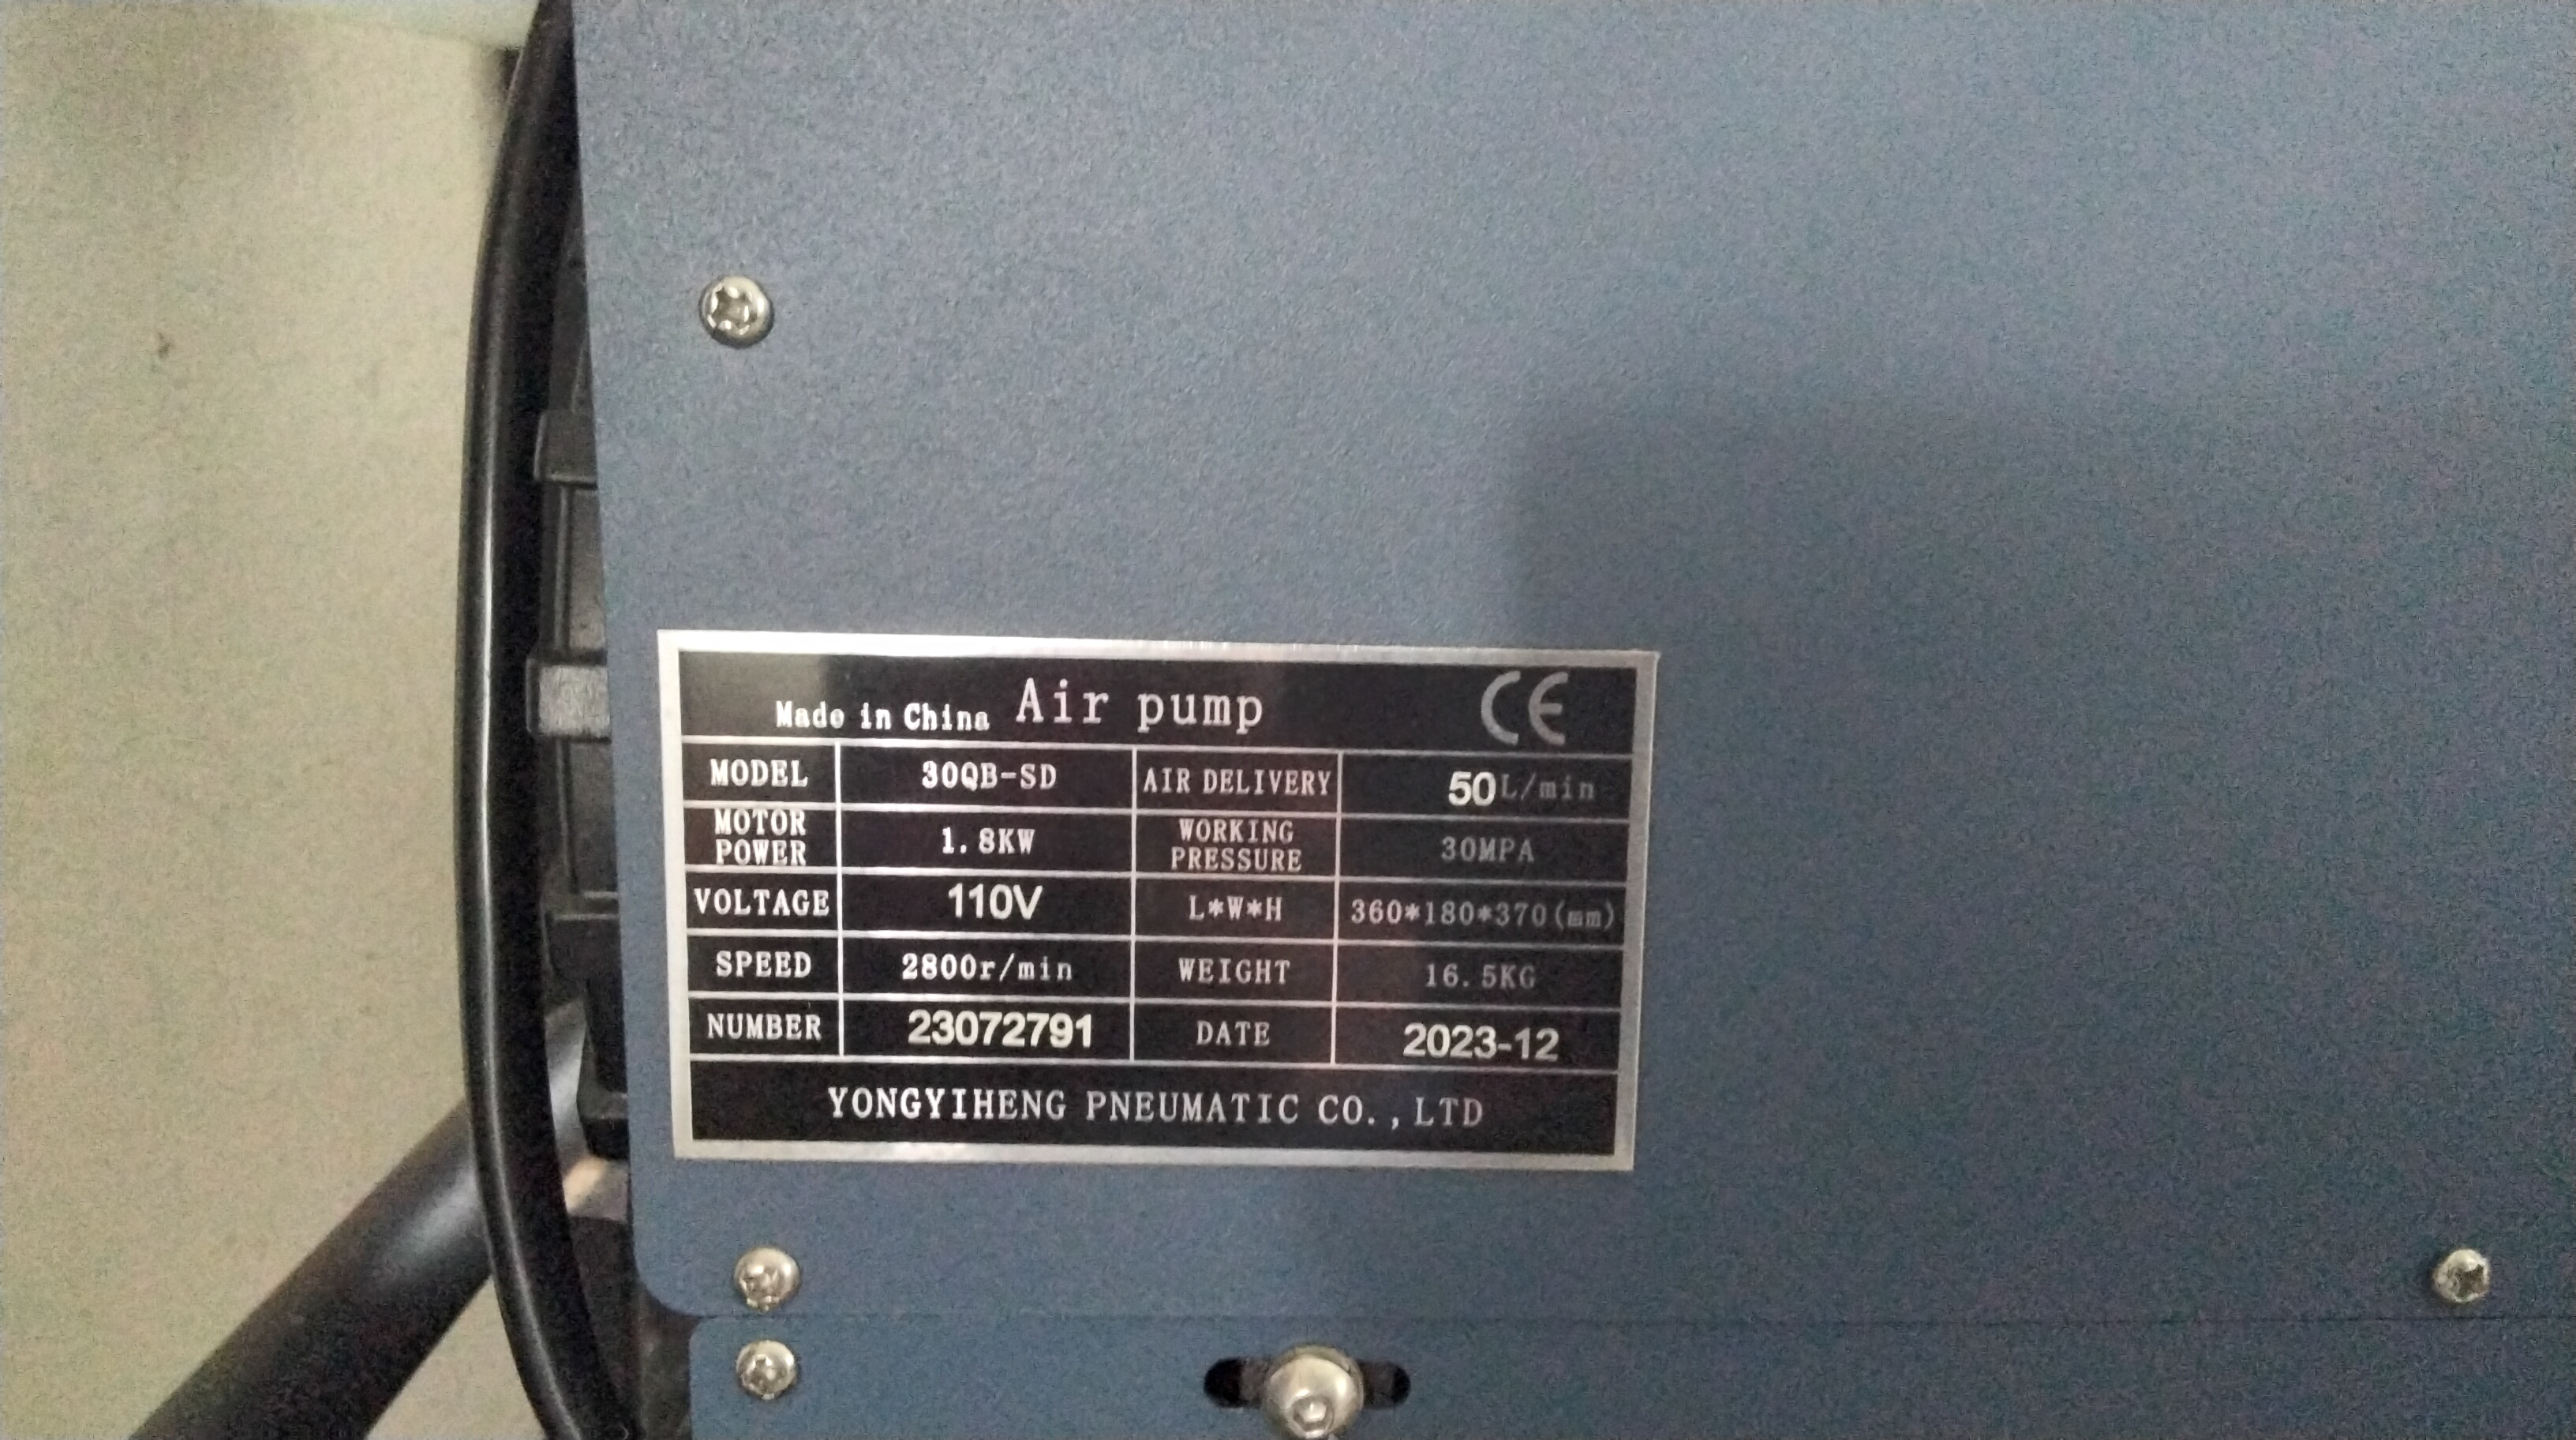 Made in China Air pump CE
MODEL 30QB-SD AIR DELIVERY 50L/min
MOTOR POWER 1.8KW WORKING PRESSURE 30MPA
VOLTAGE 110V L*W*H 360*180*370(mm)
SPEED 2800r/min WEIGHT 16.5KG
NUMBER 23072791 DATE 2023-12
YONGYIHENG PNEUMATIC CO.,LTD